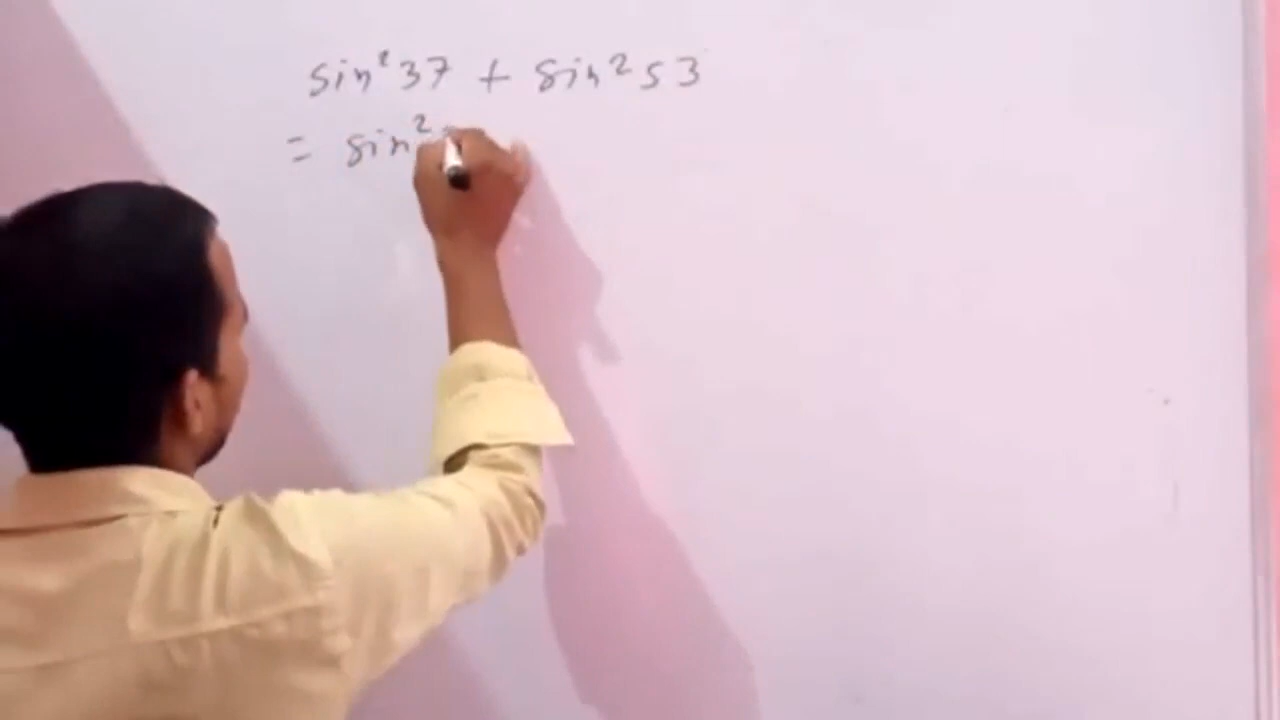 sin²37 + sin²53
= sin²